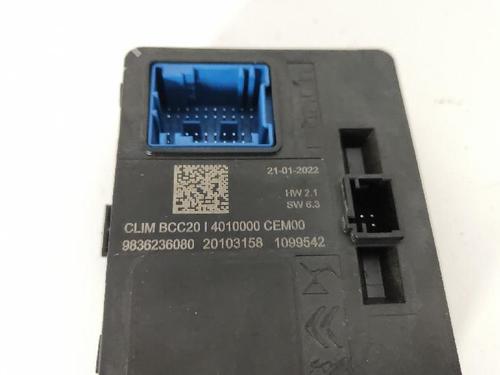 21-01-2022
HW 2.1
SW 6.3
CLIM BCC20 I 4010000 CEM00
9836236080 20103158 1099542